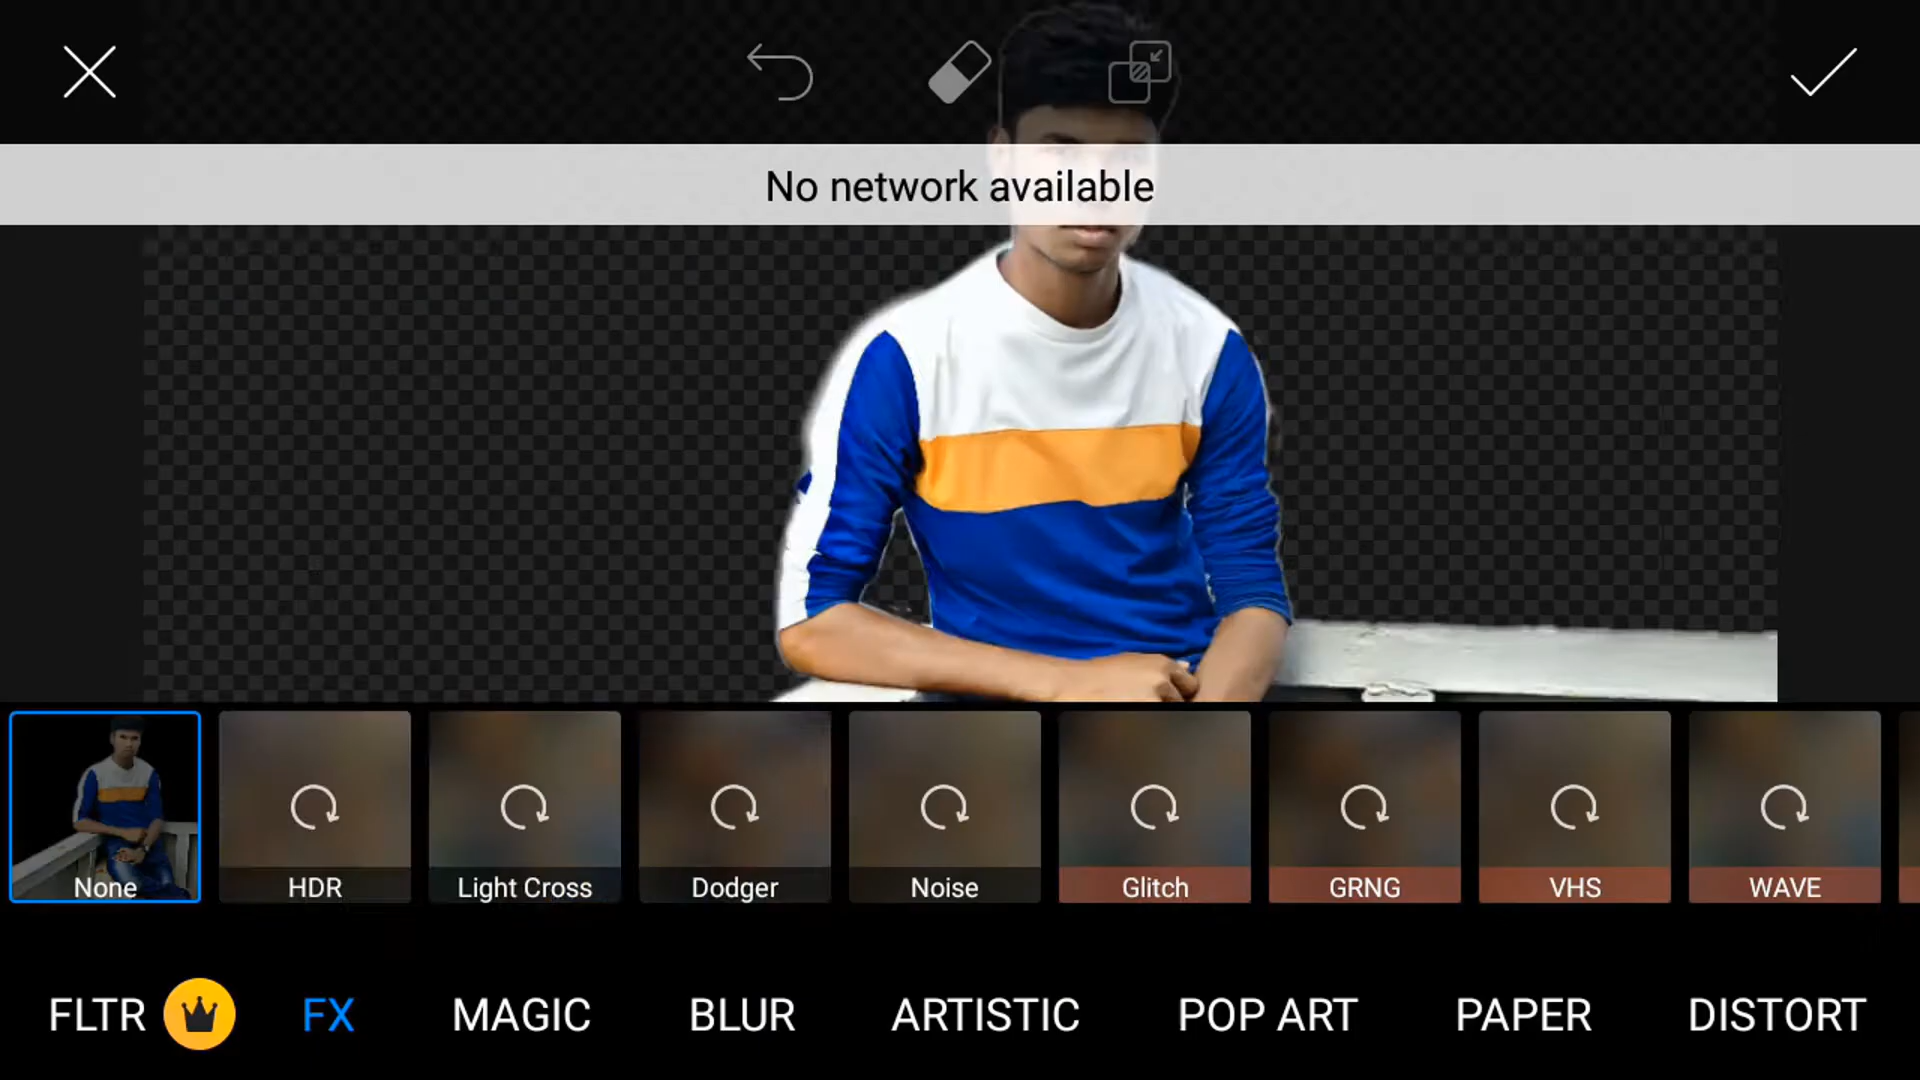 No network available
None
HDR
Light Cross
Dodger
Noise
Glitch
GRNG
VHS
WAVE
FLTR
FX
MAGIC
BLUR
ARTISTIC
POP ART
PAPER
DISTORT